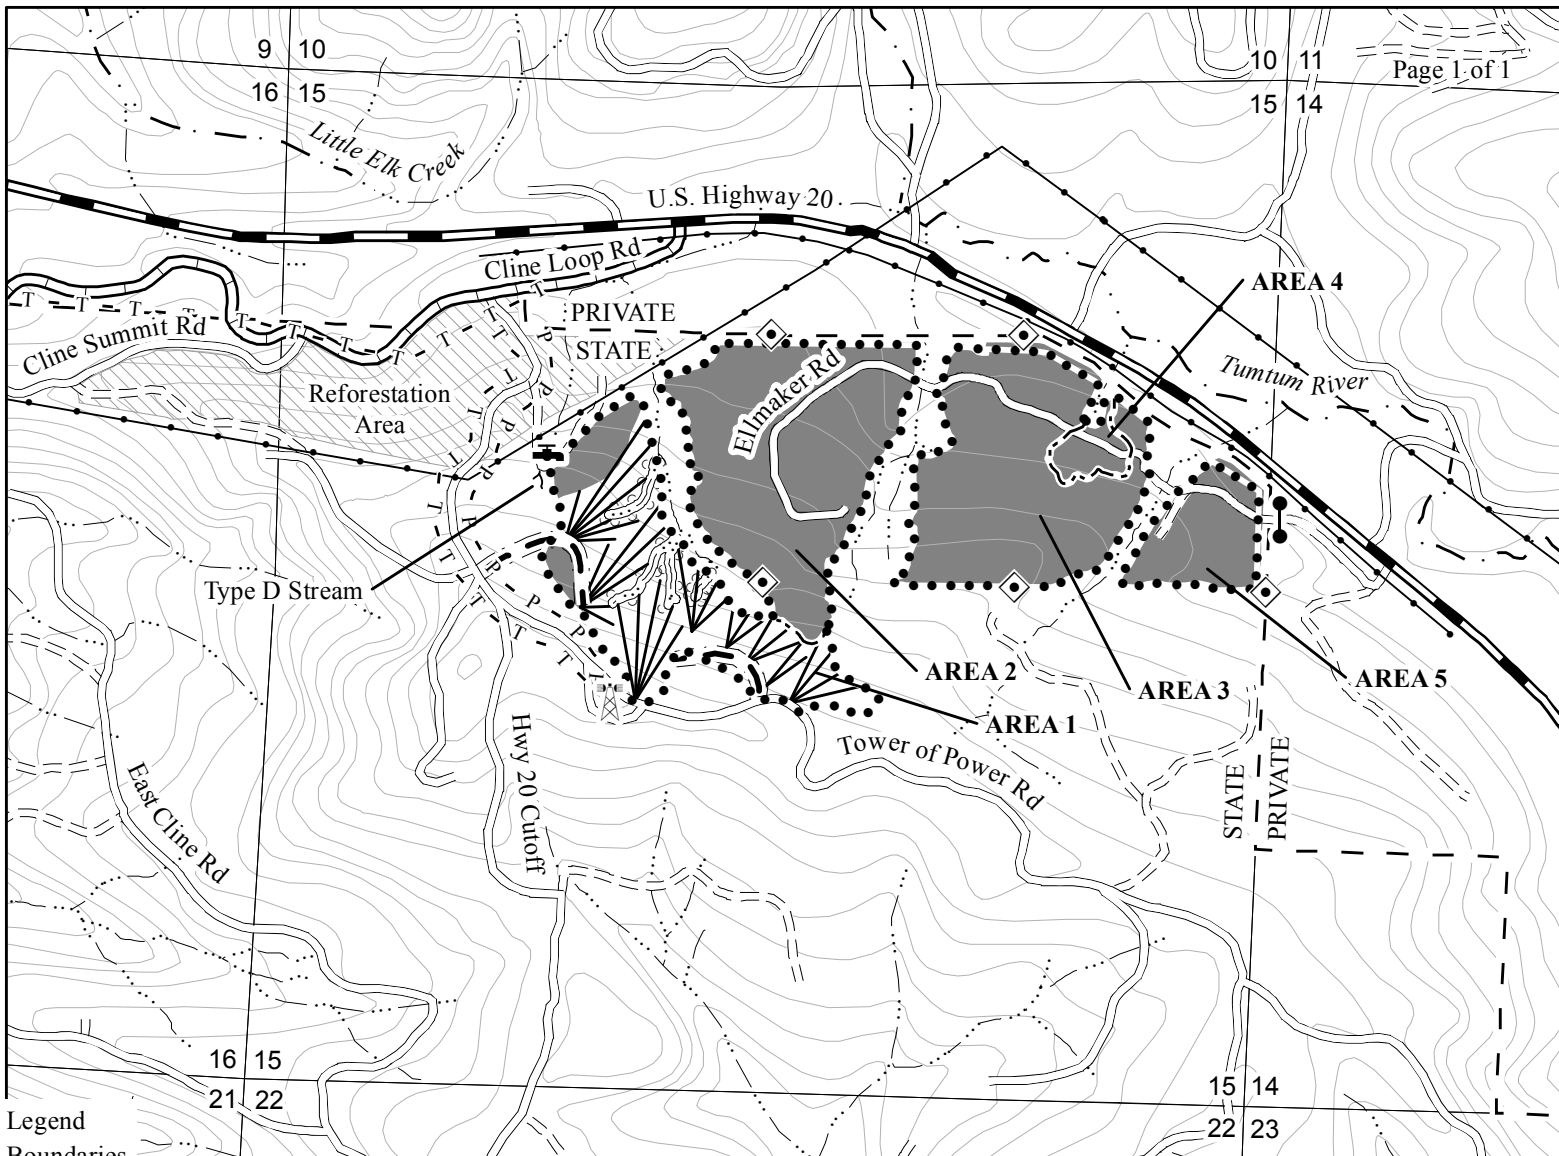 9 10
16 15
10 11
Page 1 of 1
15 14
Little Elk Creek
U.S. Highway 20
Cline Loop Rd
AREA 4
PRIVATE
STATE
Cline Summit Rd
Tumtum River
Reforestation
Area
Ellmaker Rd
Type D Stream
AREA 2
AREA 3
AREA 5
AREA 1
Hwy 20 Cutoff
Tower of Power Rd
East Cline Rd
STATE
PRIVATE
16 15
21 22
15 14
22 23
Legend
Boundaries